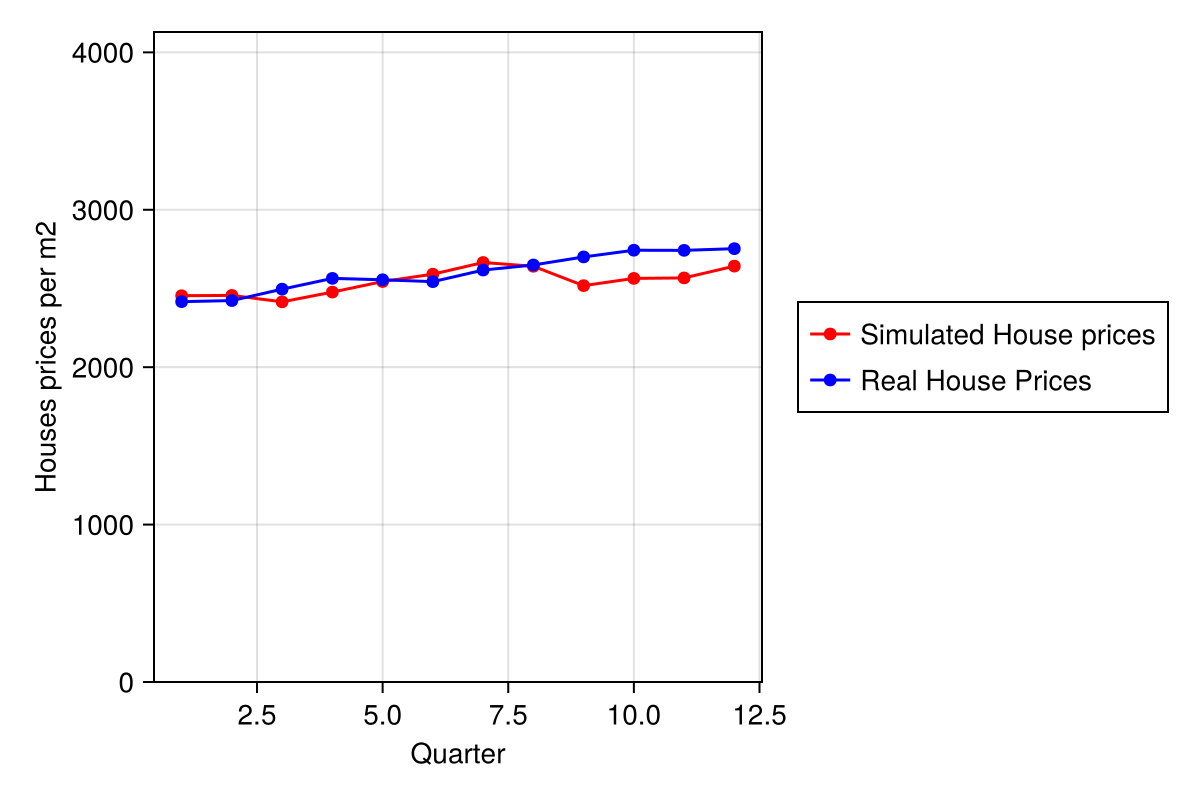 4000
3000
2000
1000
0
Houses prices per m2
2.5
5.0
7.5
10.0
12.5
Quarter
Simulated House prices
Real House Prices